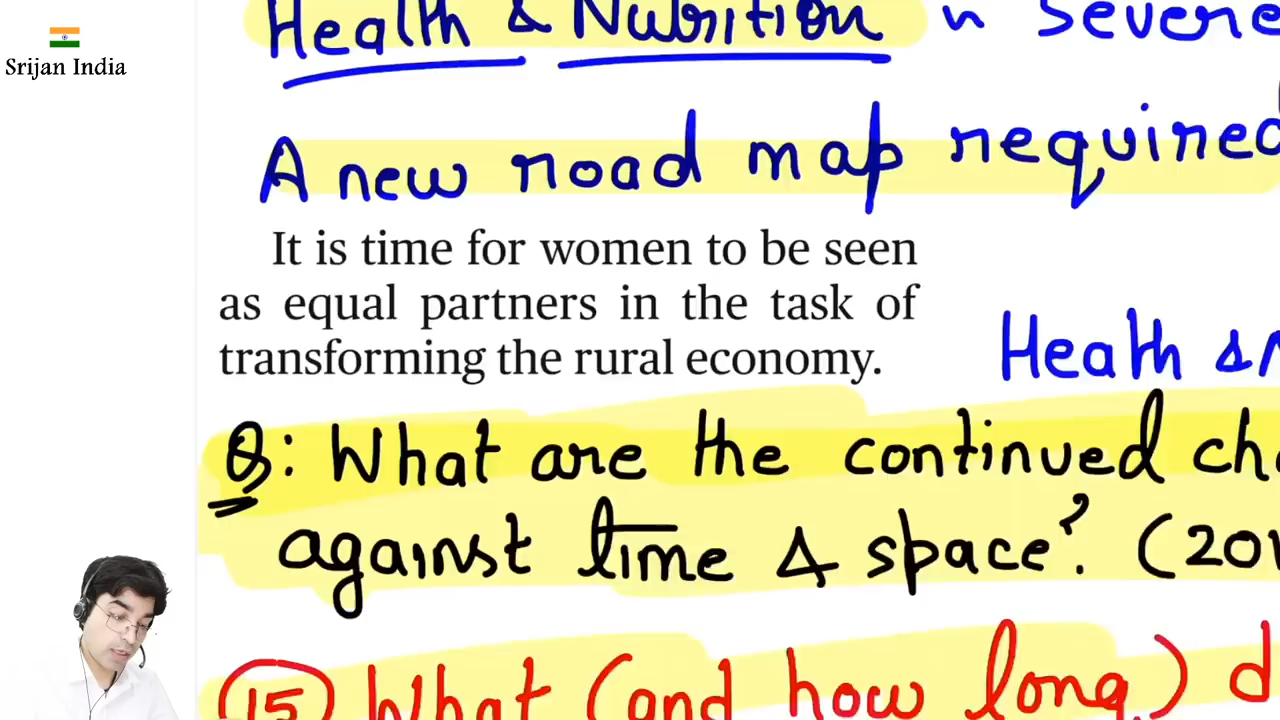 Health & Nutrition
Severe
Srijan India
A new road map required
It is time for women to be seen
as equal partners in the task of
transforming the rural economy.
Heath &
Q: What are the continued
against time & space?
15 What (and how long)